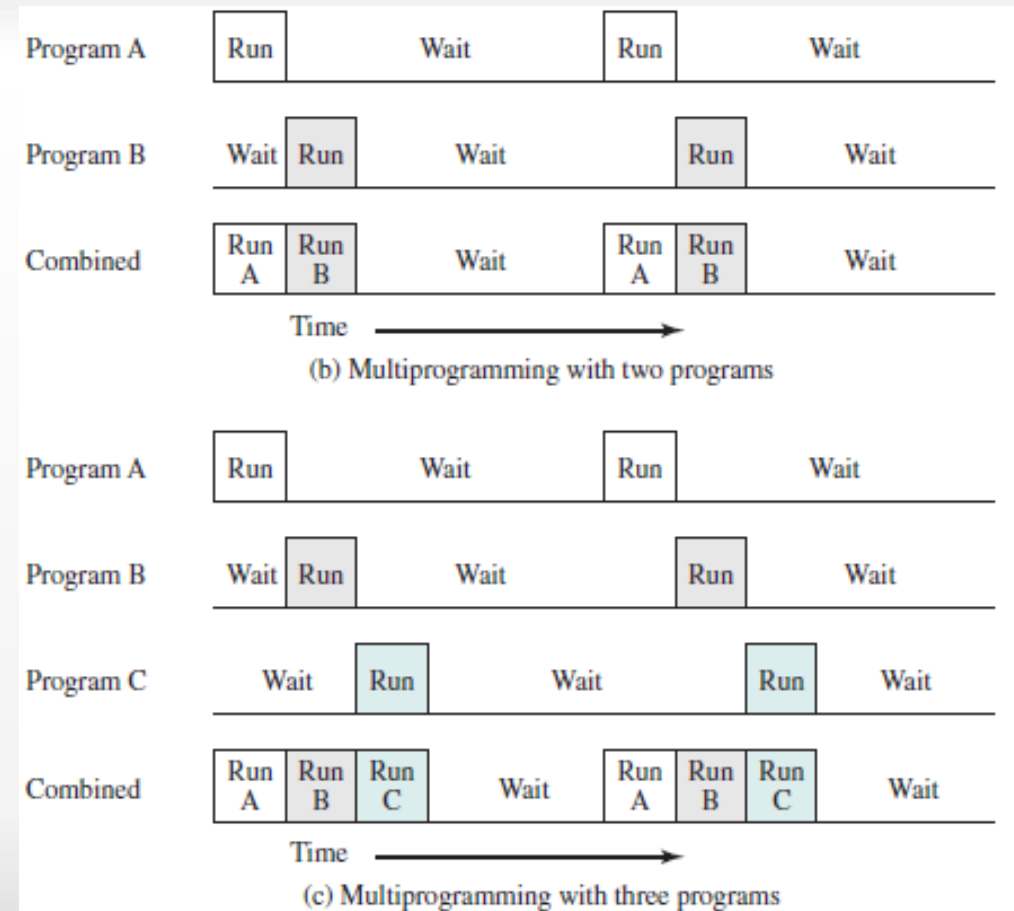 Program A Run Wait Run Wait
Program B Wait Run Wait Run Wait
Combined Run A Run B Wait Run A Run B Wait
Time
(b) Multiprogramming with two programs
Program A Run Wait Run Wait
Program B Wait Run Wait Run Wait
Program C Wait Run Wait Run Wait
Combined Run A Run B Run C Wait Run A Run B Run C Wait
Time
(c) Multiprogramming with three programs